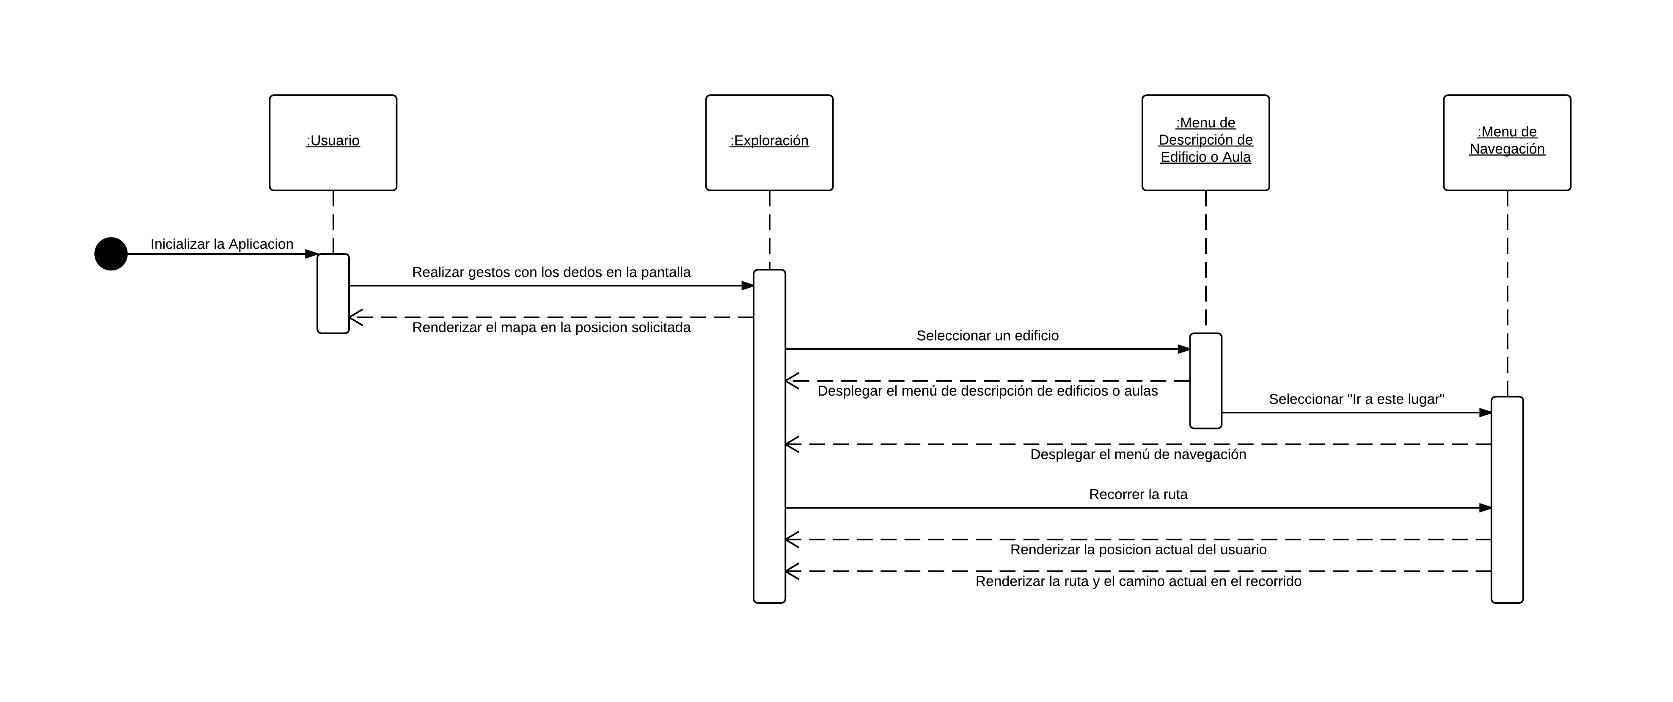 :Usuario
:Exploración
:Menu de
Descripción de
Edificio o Aula
:Menu de
Navegación
Inicializar la Aplicacion
Realizar gestos con los dedos en la pantalla
Renderizar el mapa en la posicion solicitada
Seleccionar un edificio
Desplegar el menú de descripción de edificios o aulas
Seleccionar "Ir a este lugar"
Desplegar el menú de navegación
Recorrer la ruta
Renderizar la posicion actual del usuario
Renderizar la ruta y el camino actual en el recorrido